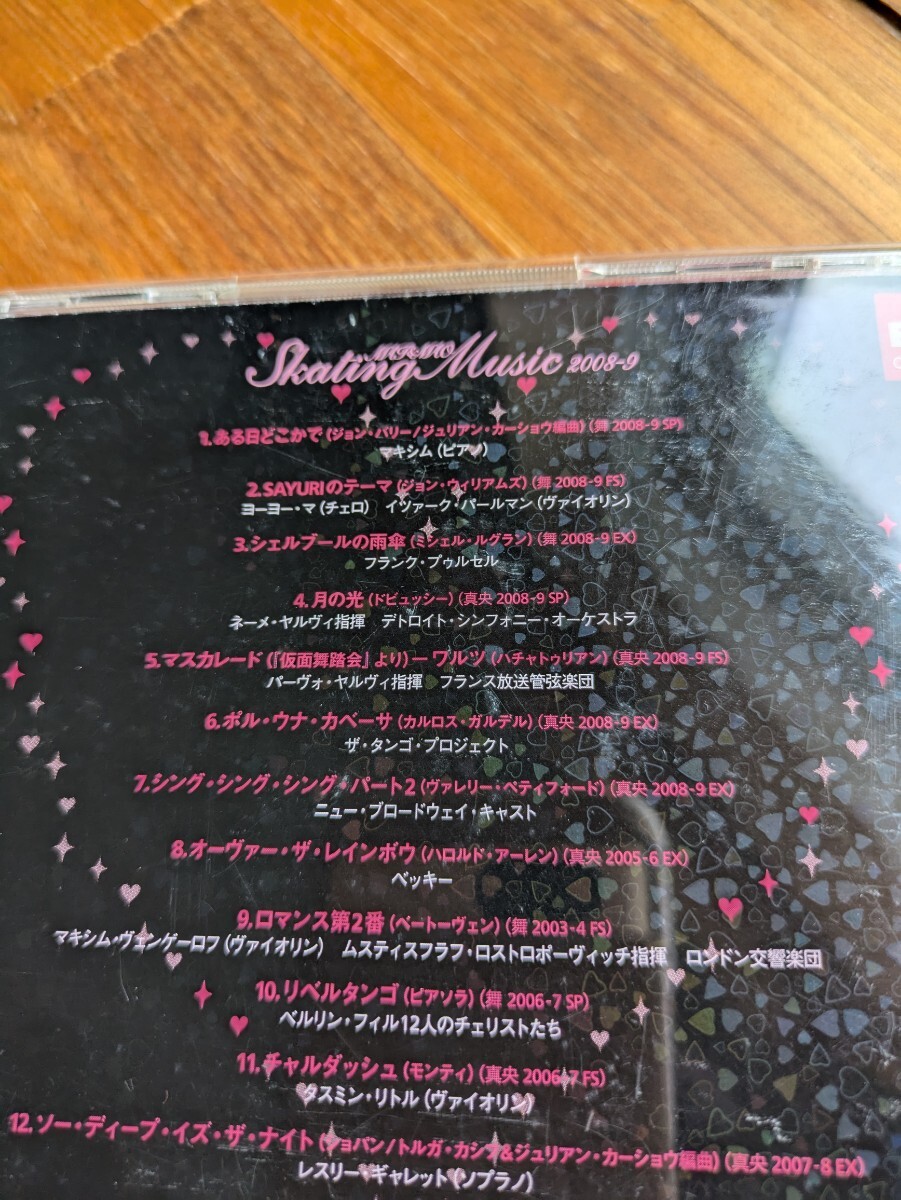 MAI&MAO
Skating Music 2008-9
1.ある日どこかで(ジョン・バリー/ジュリアン・カーショウ編曲)(舞 2008-9 SP)
マキシム(ピアノ)
2.SAYURIのテーマ(ジョン・ウィリアムズ)(舞 2008-9 FS)
ヨーヨー・マ(チェロ) イツァーク・パールマン(ヴァイオリン)
3.シェルブールの雨傘(ミシェル・ルグラン)(舞 2008-9 EX)
フランク・プゥルセル
4.月の光(ドビュッシー)(真央 2008-9 SP)
ネーメ・ヤルヴィ指揮 デトロイト・シンフォニー・オーケストラ
5.マスカレード(『仮面舞踏会』より)― ワルツ(ハチャトゥリアン)(真央 2008-9 FS)
パーヴォ・ヤルヴィ指揮 フランス放送管弦楽団
6.ポル・ウナ・カベーサ(カルロス・ガルデル)(真央 2008-9 EX)
ザ・タンゴ・プロジェクト
7.シング・シング・シング・パート2(ヴァレリー・ペティフォード)(真央 2008-9 EX)
ニュー・ブロードウェイ・キャスト
8.オーヴァー・ザ・レインボウ(ハロルド・アーレン)(真央 2005-6 EX)
ベッキー
9.ロマンス第2番(ベートーヴェン)(舞 2003-4 FS)
マキシム・ヴェンゲーロフ(ヴァイオリン) ムスティスフラフ・ロストロポーヴィッチ指揮 ロンドン交響楽団
10.リベルタンゴ(ピアソラ)(舞 2006-7 SP)
ベルリン・フィル12人のチェリストたち
11.チャルダッシュ(モンティ)(真央 2006-7 FS)
タスミン・リトル(ヴァイオリン)
12.ソー・ディープ・イズ・ザ・ナイト(ショパン/トルガ・カシフ&ジュリアン・カーショウ編曲)(真央 2007-8 EX)
レスリー・ギャレット(ソプラノ)